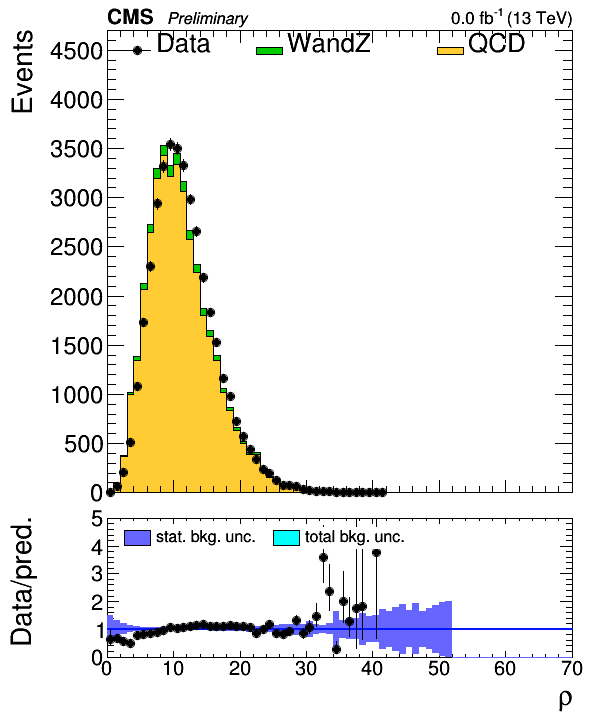 CMS Preliminary 0.0 fb⁻¹ (13 TeV)
Events
Data WandZ QCD
4500
4000
3500
3000
2500
2000
1500
1000
500
0
Data/pred.
stat. bkg. unc. total bkg. unc.
5
4
3
2
1
0
0 10 20 30 40 50 60 70
ρ